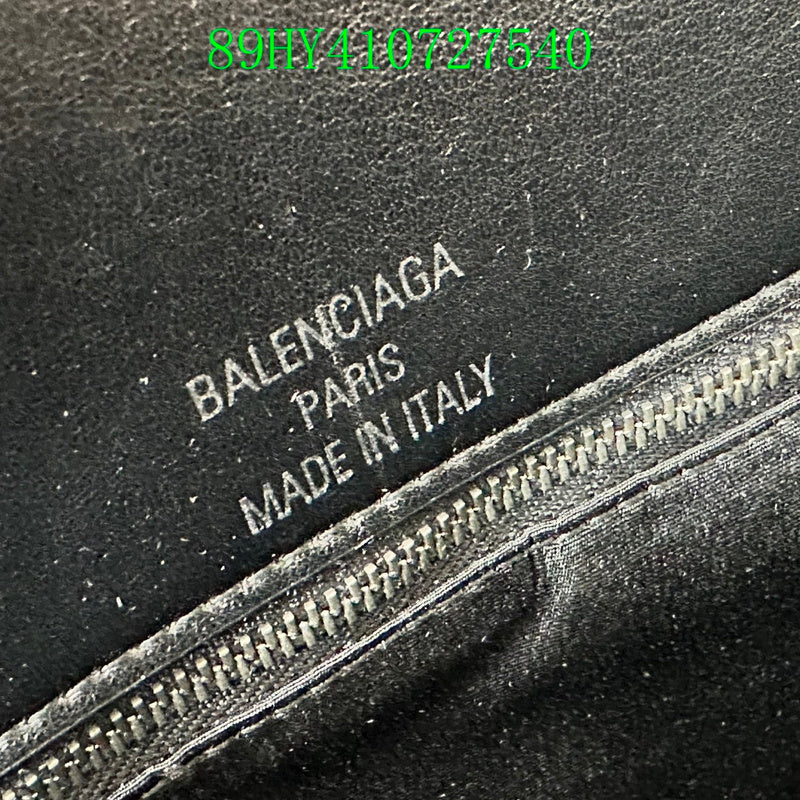 89HY410727540
BALENCIAGA
PARIS
MADE IN ITALY